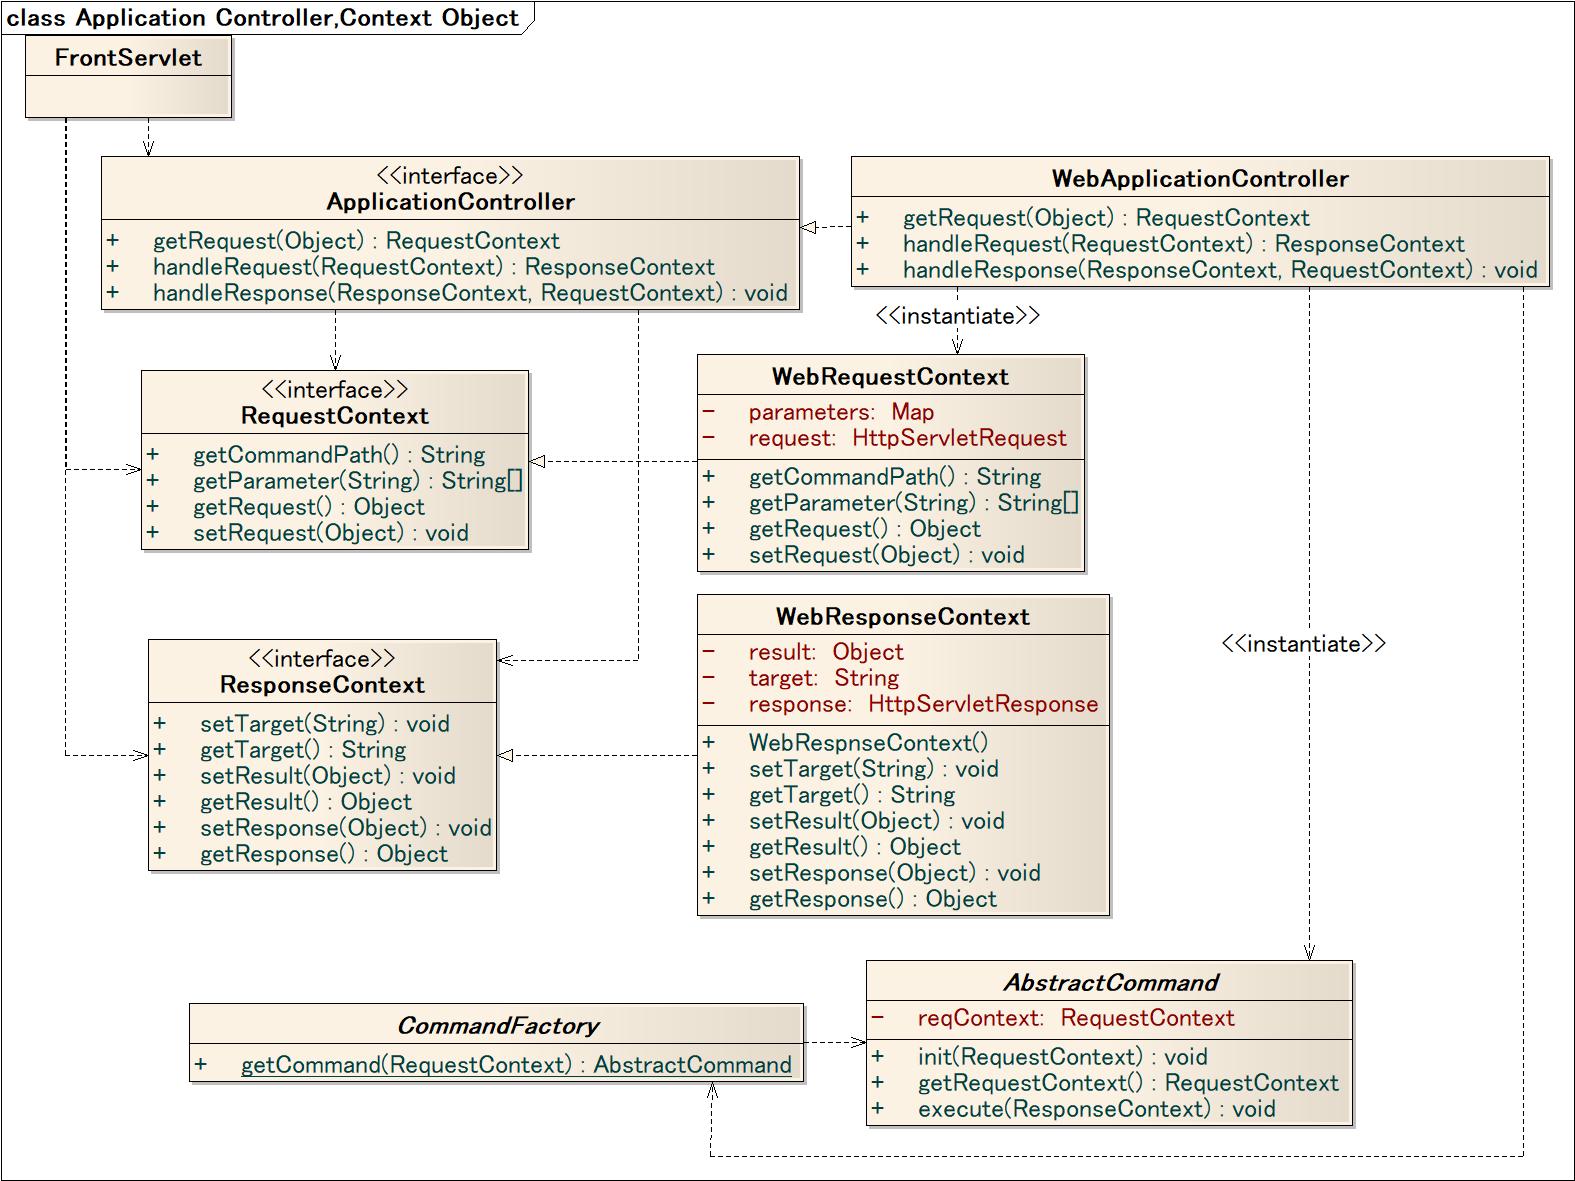 class Application Controller,Context Object
FrontServlet
<<interface>>
ApplicationController
+ getRequest(Object) : RequestContext
+ handleRequest(RequestContext) : ResponseContext
+ handleResponse(ResponseContext, RequestContext) : void
WebApplicationController
+ getRequest(Object) : RequestContext
+ handleRequest(RequestContext) : ResponseContext
+ handleResponse(ResponseContext, RequestContext) : void
<<instantiate>>
<<interface>>
RequestContext
+ getCommandPath() : String
+ getParameter(String) : String[]
+ getRequest() : Object
+ setRequest(Object) : void
WebRequestContext
- parameters: Map
- request: HttpServletRequest
+ getCommandPath() : String
+ getParameter(String) : String[]
+ getRequest() : Object
+ setRequest(Object) : void
<<interface>>
ResponseContext
+ setTarget(String) : void
+ getTarget() : String
+ setResult(Object) : void
+ getResult() : Object
+ setResponse(Object) : void
+ getResponse() : Object
WebResponseContext
- result: Object
- target: String
- response: HttpServletResponse
+ WebRespnseContext()
+ setTarget(String) : void
+ getTarget() : String
+ setResult(Object) : void
+ getResult() : Object
+ setResponse(Object) : void
+ getResponse() : Object
<<instantiate>>
CommandFactory
+ getCommand(RequestContext) : AbstractCommand
AbstractCommand
- reqContext: RequestContext
+ init(RequestContext) : void
+ getRequestContext() : RequestContext
+ execute(ResponseContext) : void